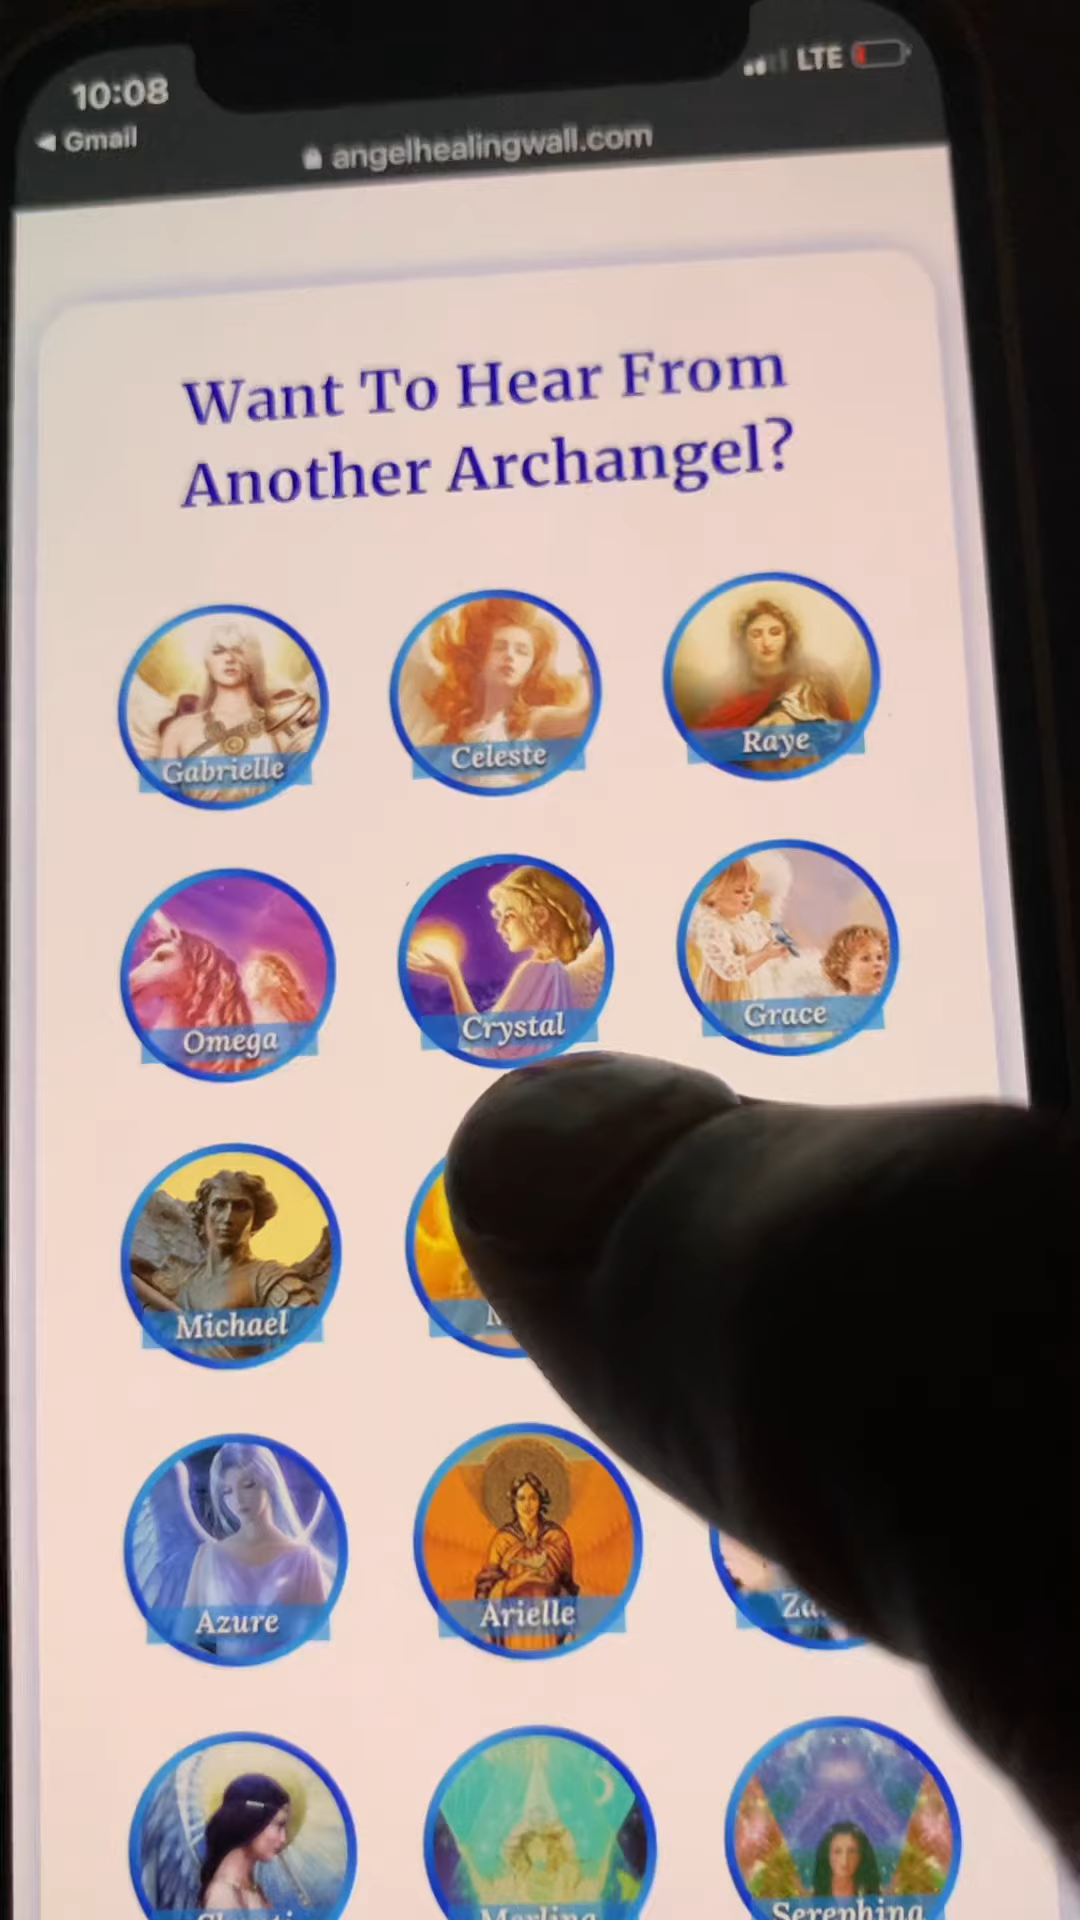 10:08
LTE
Gmail
angelhealingwall.com
Want To Hear From
Another Archangel?
Gabrielle
Celeste
Raye
Omega
Crystal
Grace
Michael
Azure
Arielle